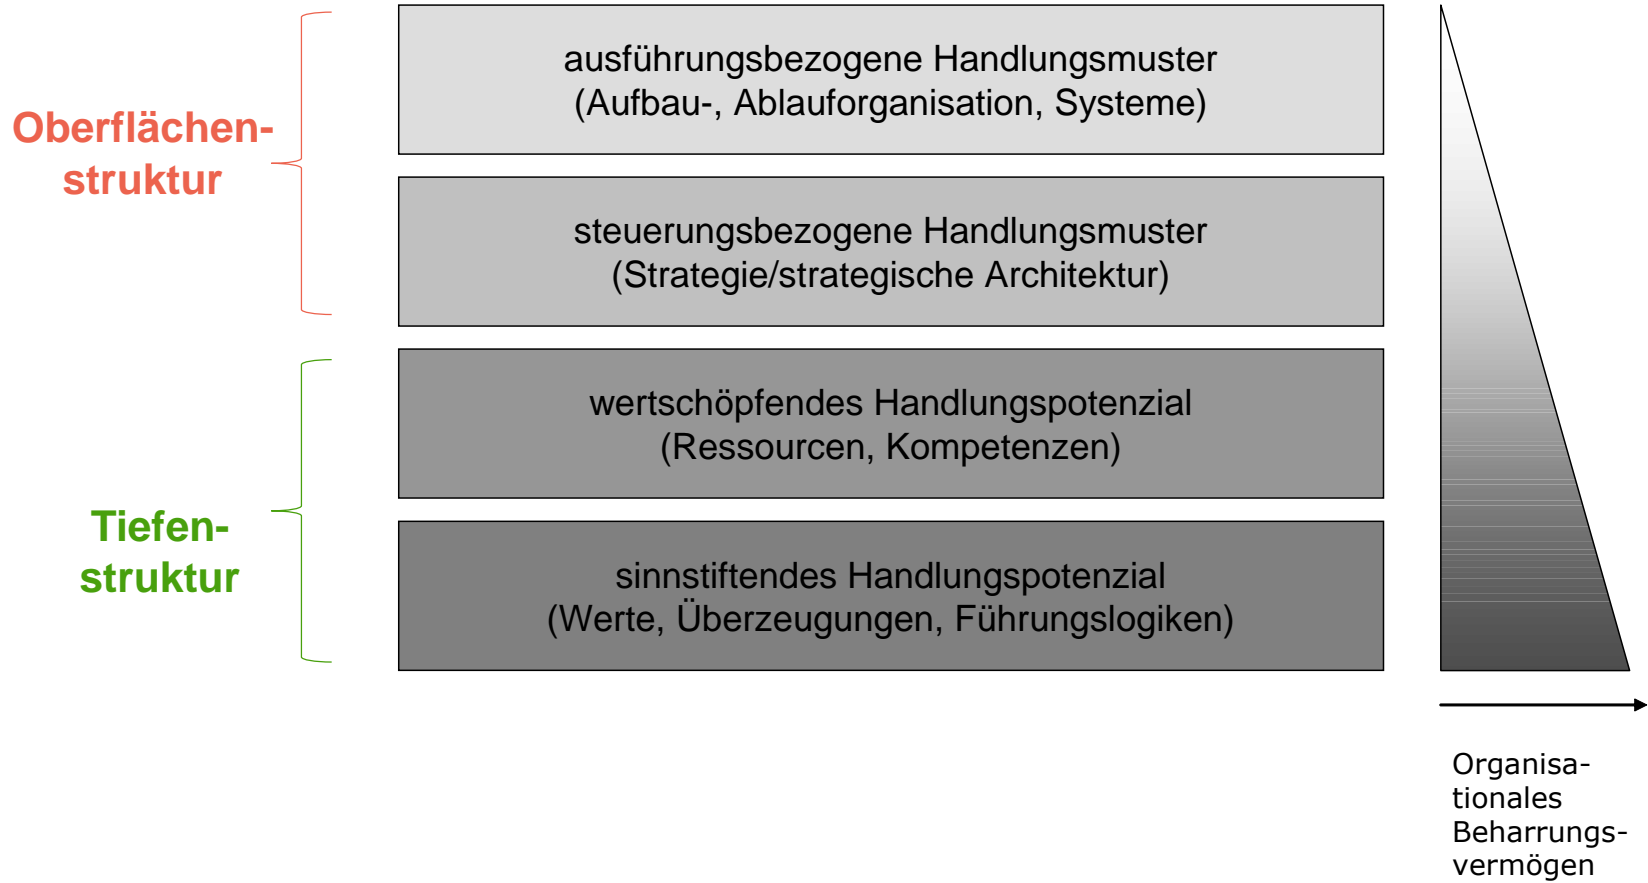 ausführungsbezogene Handlungsmuster
(Aufbau-, Ablauforganisation, Systeme)
Oberflächen-
struktur
steuerungsbezogene Handlungsmuster
(Strategie/strategische Architektur)
wertschöpfendes Handlungspotenzial
(Ressourcen, Kompetenzen)
Tiefen-
struktur
sinnstiftendes Handlungspotenzial
(Werte, Überzeugungen, Führungslogiken)
Organisa-
tionales
Beharrungs-
vermögen